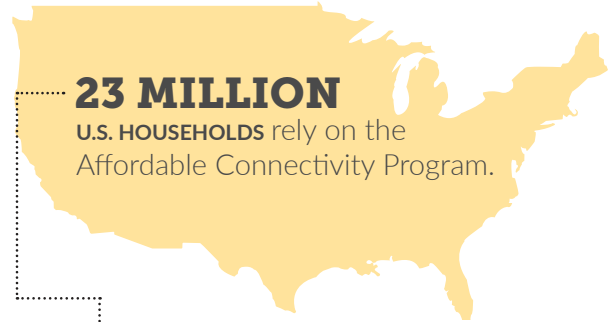 23 MILLION
U.S. HOUSEHOLDS rely on the
Affordable Connectivity Program.